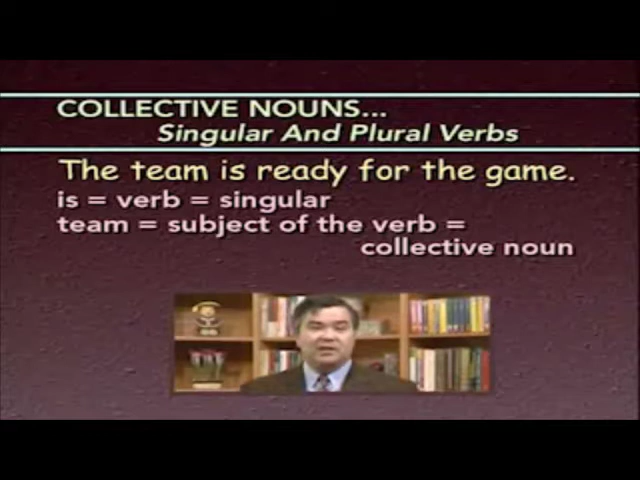 COLLECTIVE NOUNS...
Singular And Plural Verbs
The team is ready for the game.
is = verb = singular
team = subject of the verb =
collective noun